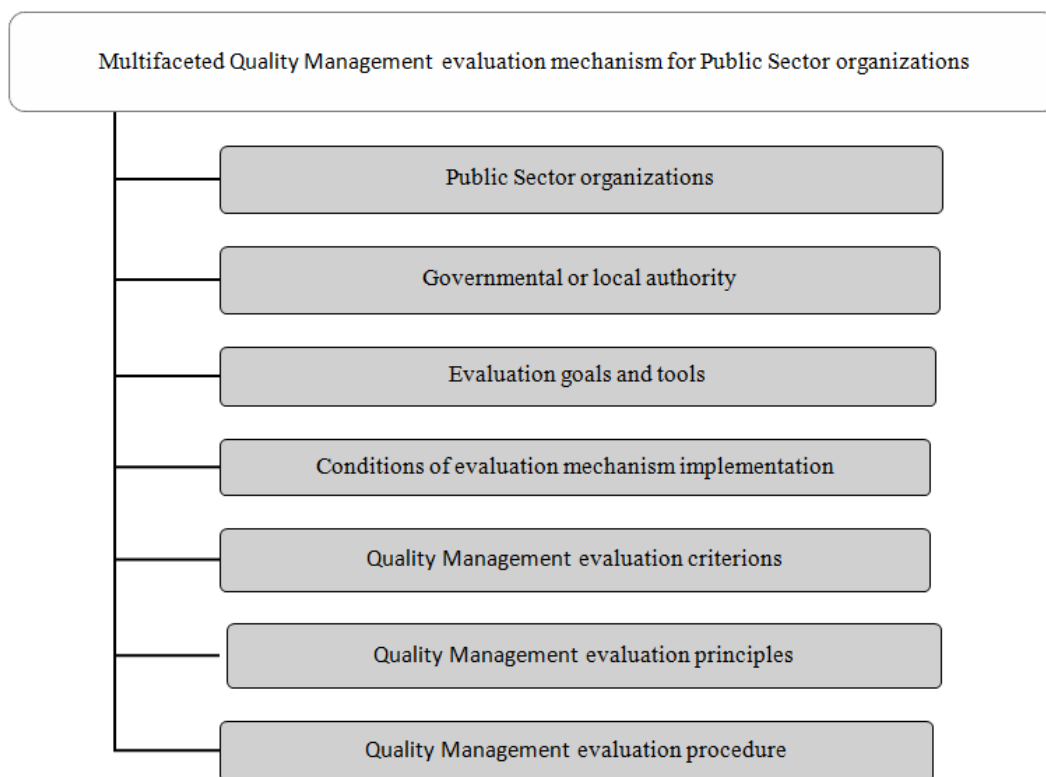 Multifaceted Quality Management evaluation mechanism for Public Sector organizations
Public Sector organizations
Governmental or local authority
Evaluation goals and tools
Conditions of evaluation mechanism implementation
Quality Management evaluation criterions
Quality Management evaluation principles
Quality Management evaluation procedure